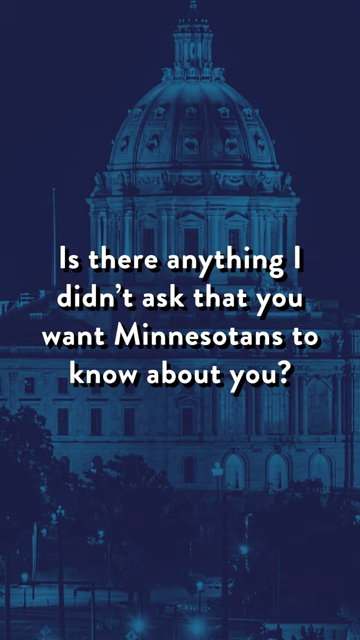 Is there anything I
didn’t ask that you
want Minnesotans to
know about you?